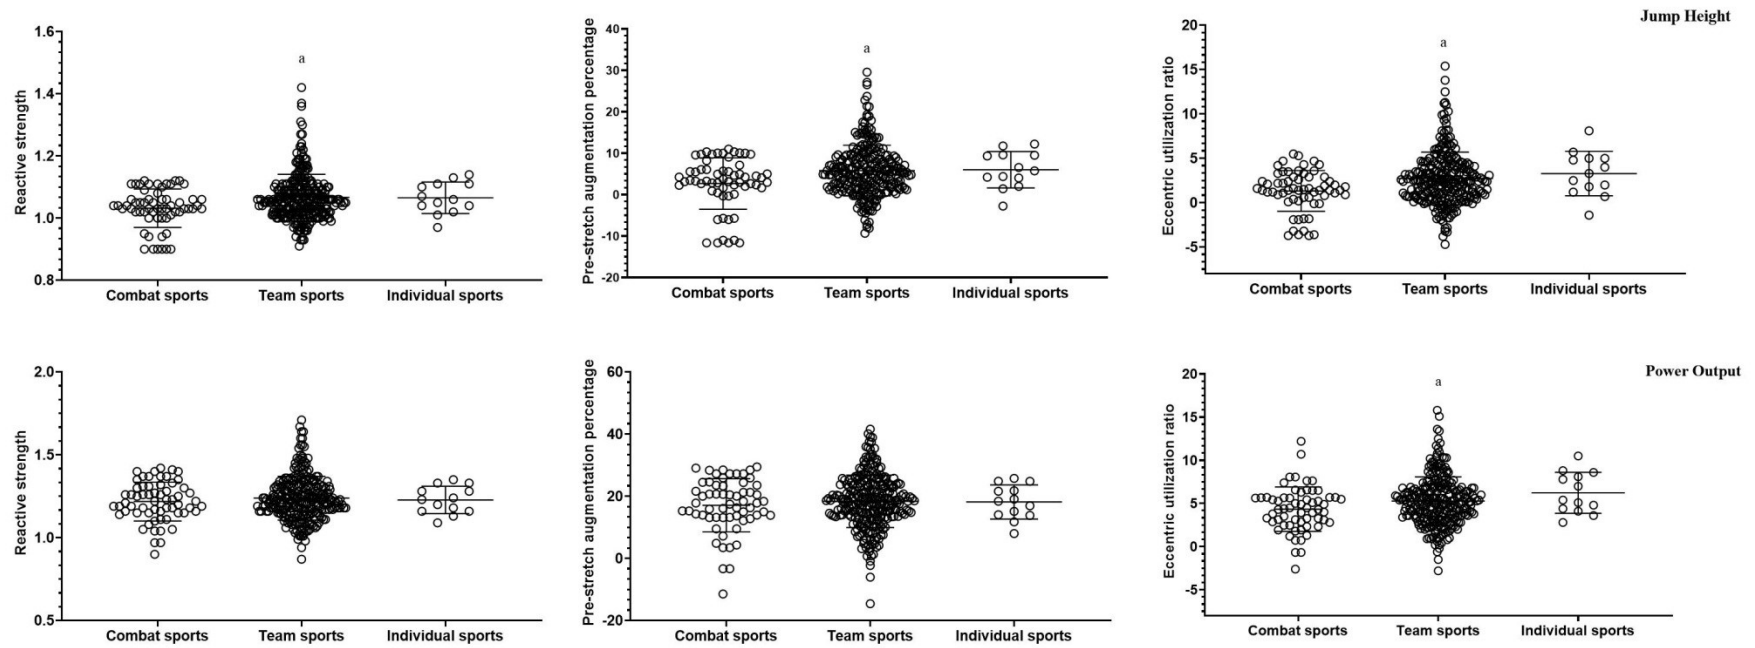 Jump Height
Reactive strength
1.6
1.4
1.2
1.0
0.8
a
Combat sports
Team sports
Individual sports
Pre-stretch augmentation percentage
40
30
20
10
0
-10
-20
a
Combat sports
Team sports
Individual sports
Eccentric utilization ratio
20
15
10
5
0
-5
a
Combat sports
Team sports
Individual sports
Power Output
Reactive strength
2.0
1.5
1.0
0.5
Combat sports
Team sports
Individual sports
Pre-stretch augmentation percentage
60
40
20
0
-20
Combat sports
Team sports
Individual sports
Eccentric utilization ratio
20
15
10
5
0
-5
a
Combat sports
Team sports
Individual sports